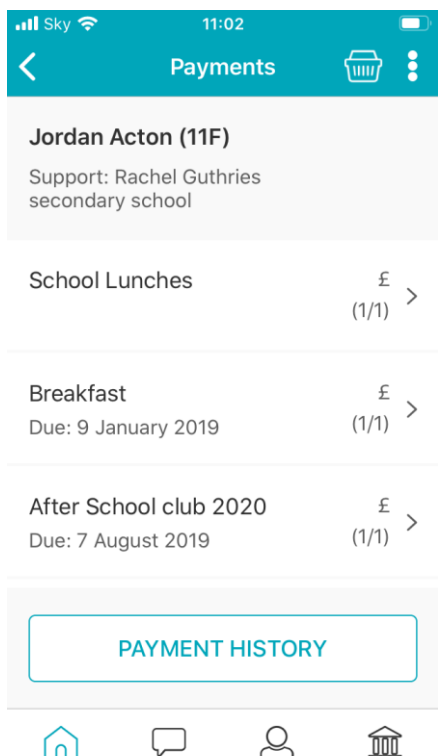 Sky 11:02
Payments
Jordan Acton (11F)
Support: Rachel Guthries
secondary school
School Lunches £
(1/1)
Breakfast £
Due: 9 January 2019 (1/1)
After School club 2020 £
Due: 7 August 2019 (1/1)
PAYMENT HISTORY